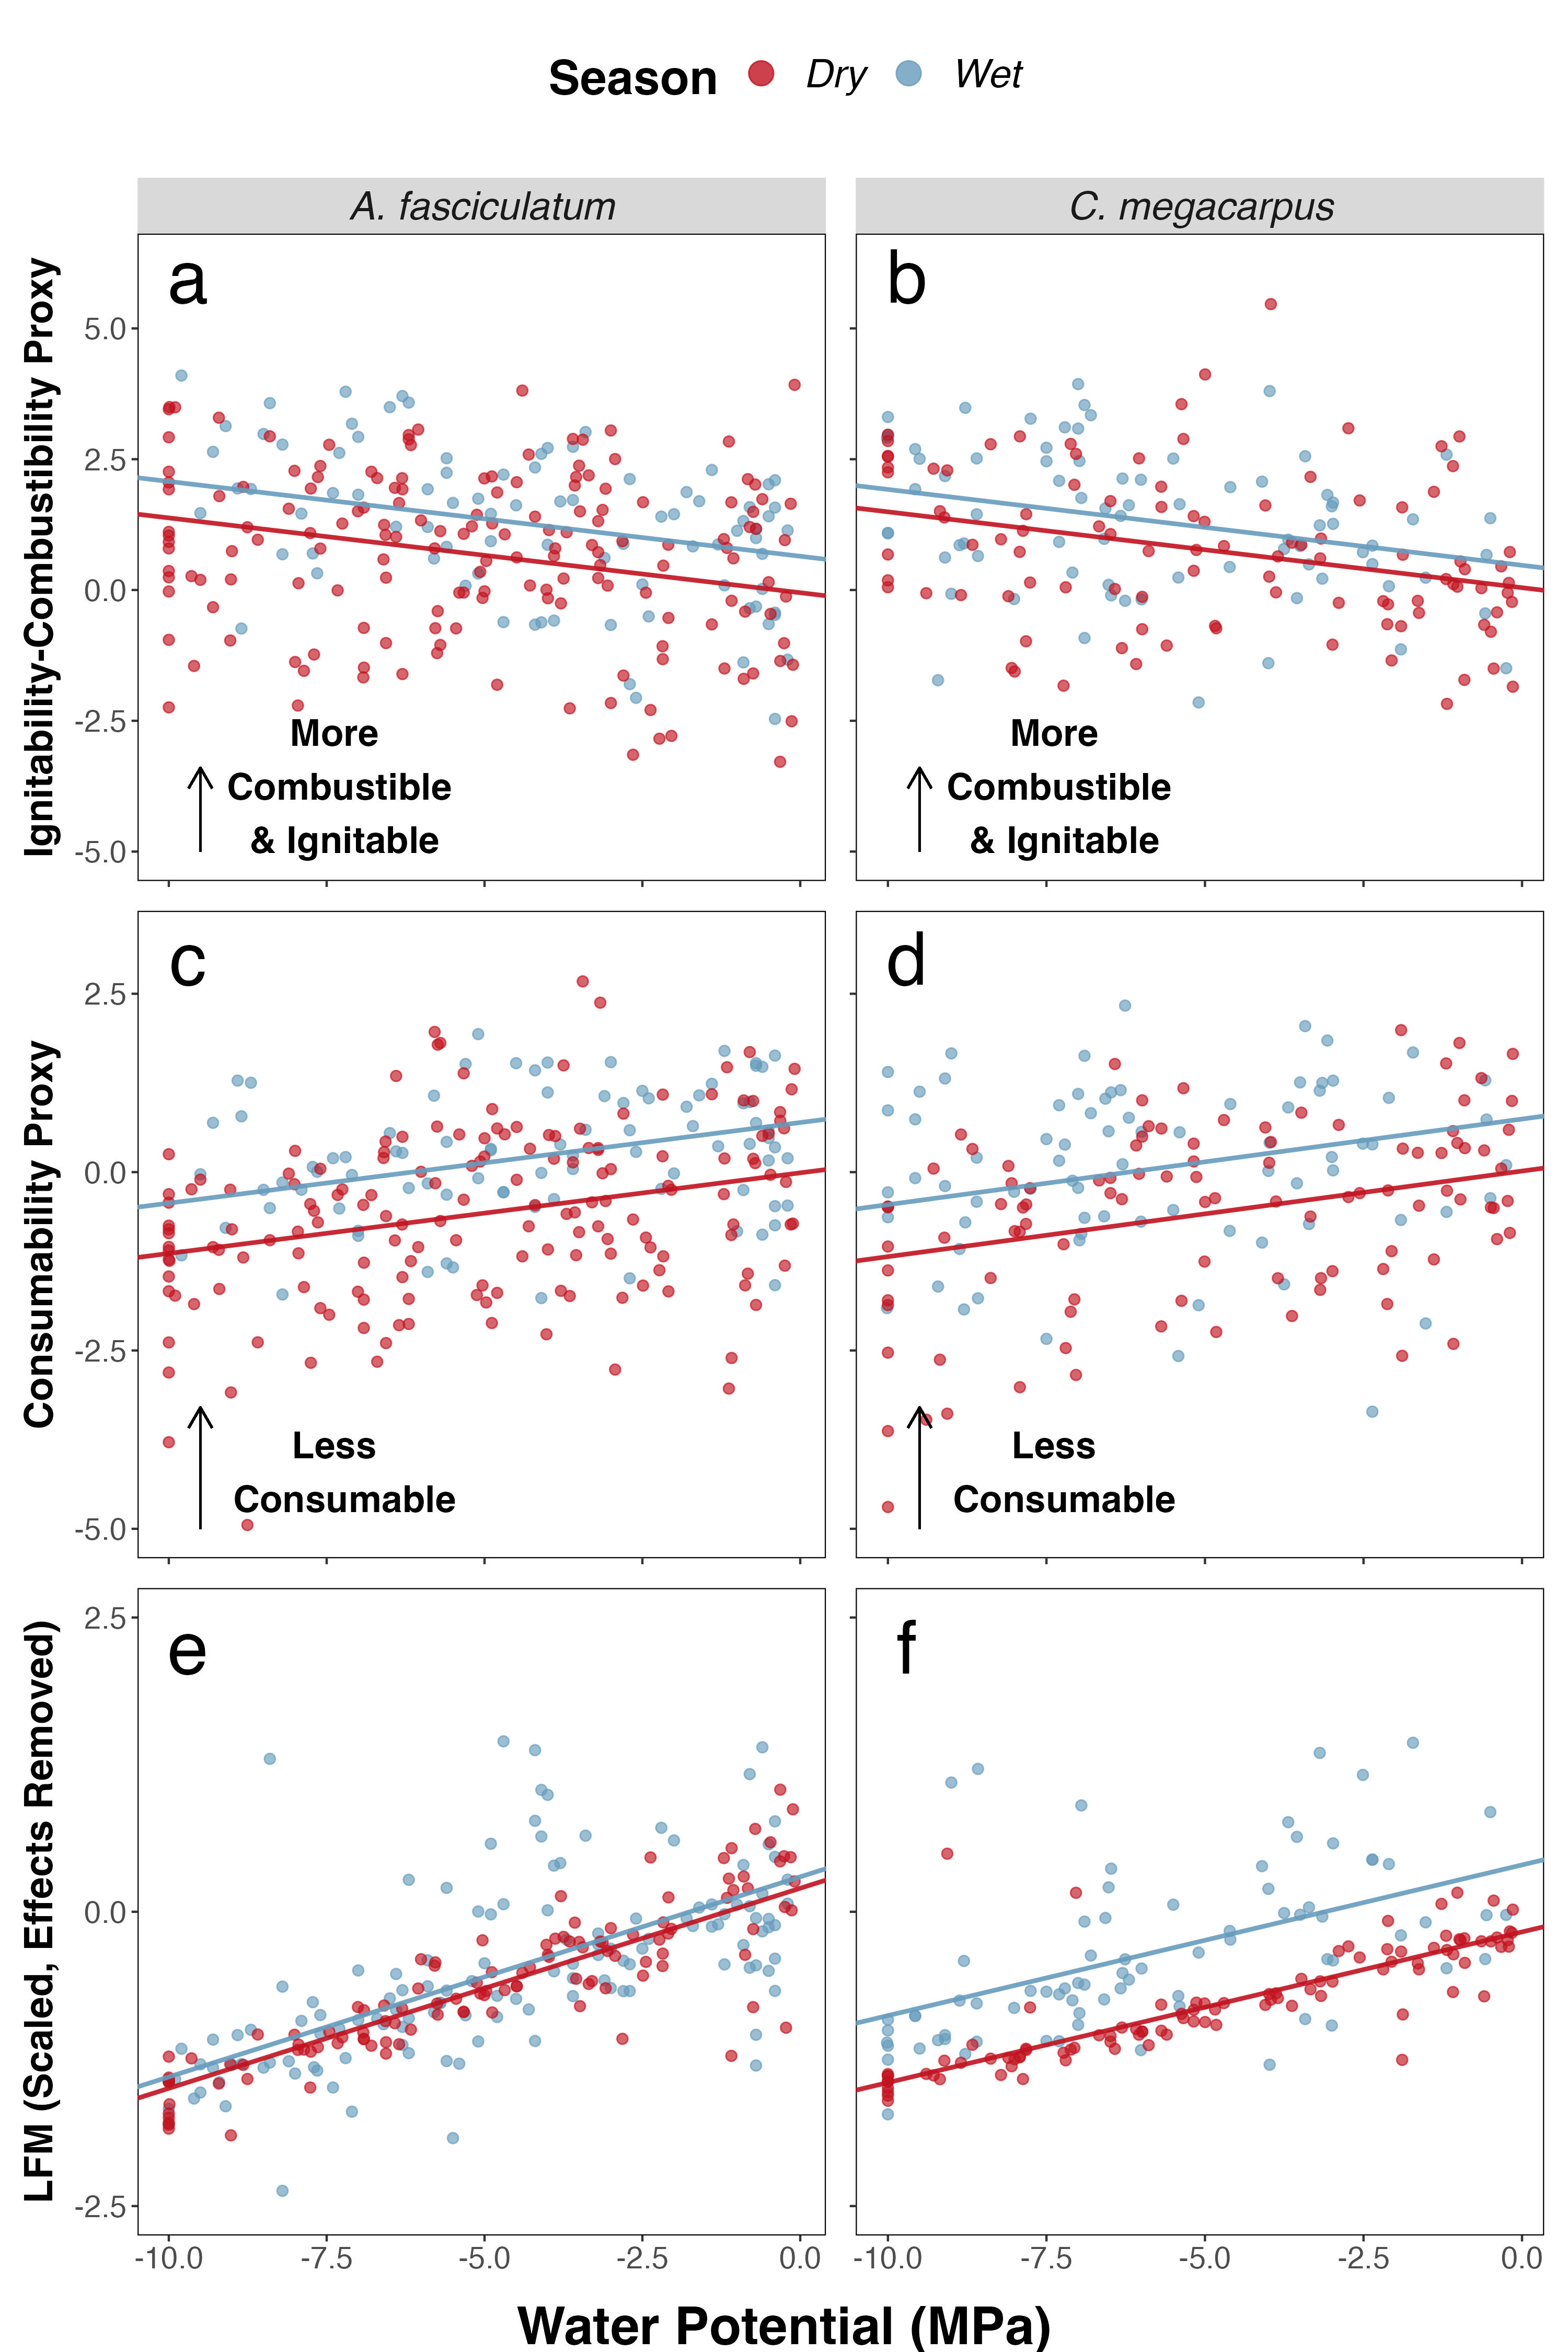 Season Dry Wet
A. fasciculatum C. megacarpus
Ignitability-Combustibility Proxy
a b
5.0
2.5
0.0
-2.5
-5.0
More
Combustible
& Ignitable
More
Combustible
& Ignitable
Consumability Proxy
c d
2.5
0.0
-2.5
-5.0
Less
Consumable
Less
Consumable
LFM (Scaled, Effects Removed)
e f
2.5
0.0
-2.5
-10.0 -7.5 -5.0 -2.5 0.0 -10.0 -7.5 -5.0 -2.5 0.0
Water Potential (MPa)